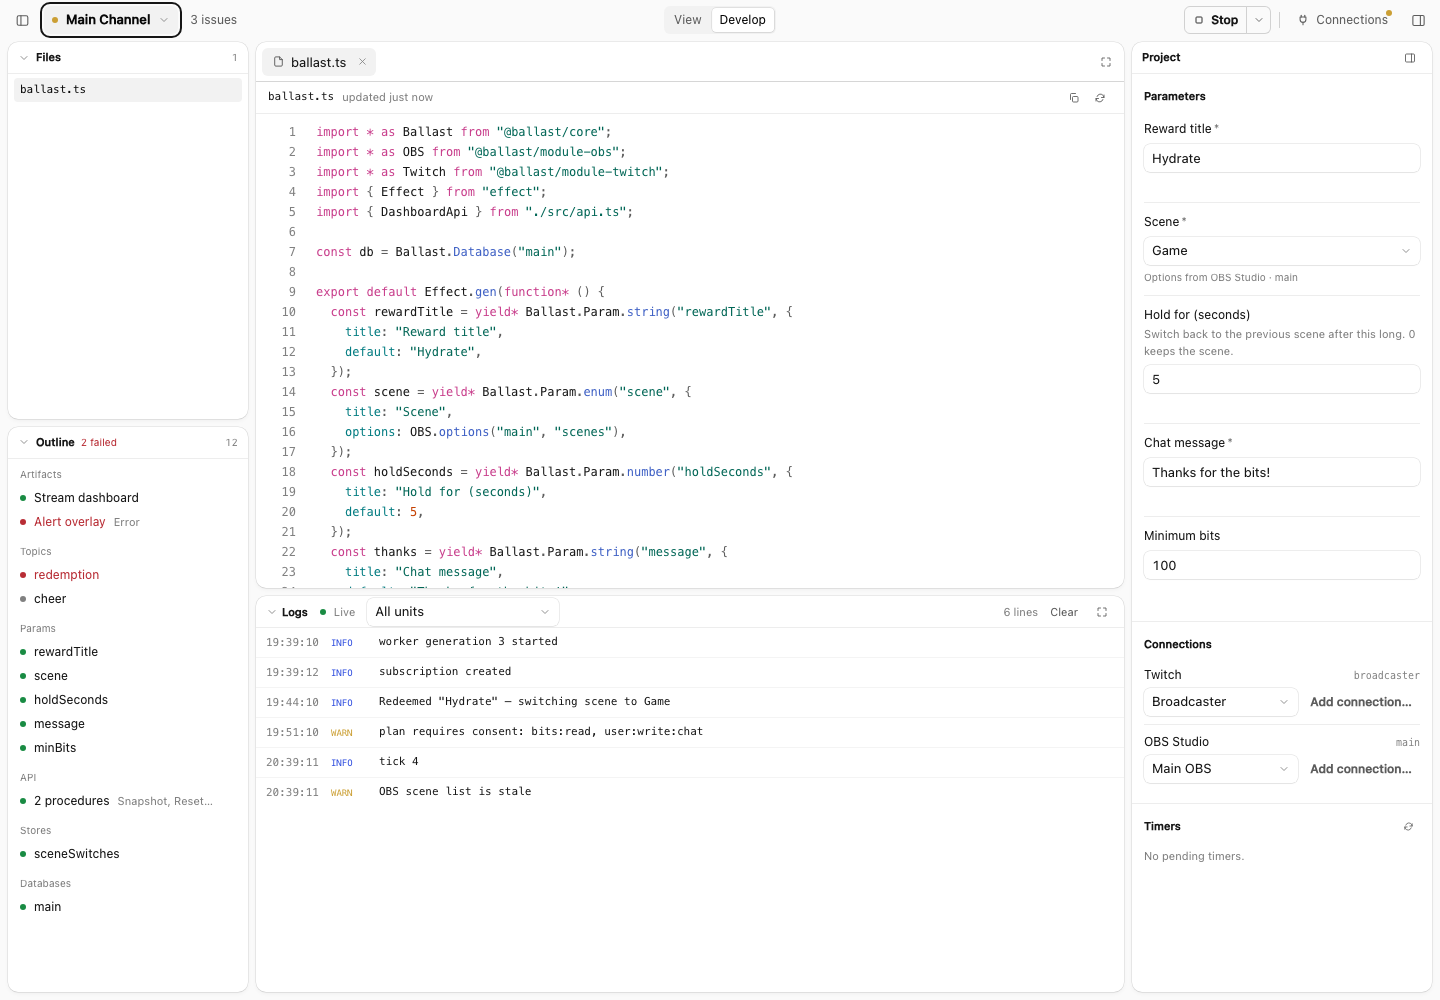 Main Channel
3 issues
View
Develop
Stop
Connections
Files
1
ballast.ts
Outline 2 failed 12
Artifacts
Stream dashboard
Alert overlay Error
Topics
redemption
cheer
Params
rewardTitle
scene
holdSeconds
message
minBits
API
2 procedures Snapshot, Reset...
Stores
sceneSwitches
Databases
main
ballast.ts
ballast.ts updated just now
1 import * as Ballast from "@ballast/core";
2 import * as OBS from "@ballast/module-obs";
3 import * as Twitch from "@ballast/module-twitch";
4 import { Effect } from "effect";
5 import { DashboardApi } from "./src/api.ts";
6
7 const db = Ballast.Database("main");
8
9 export default Effect.gen(function* () {
10 const rewardTitle = yield* Ballast.Param.string("rewardTitle", {
11 title: "Reward title",
12 default: "Hydrate",
13 });
14 const scene = yield* Ballast.Param.enum("scene", {
15 title: "Scene",
16 options: OBS.options("main", "scenes"),
17 });
18 const holdSeconds = yield* Ballast.Param.number("holdSeconds", {
19 title: "Hold for (seconds)",
20 default: 5,
21 });
22 const thanks = yield* Ballast.Param.string("message", {
23 title: "Chat message",
Logs Live All units 6 lines Clear
19:39:10 INFO worker generation 3 started
19:39:12 INFO subscription created
19:44:10 INFO Redeemed "Hydrate" — switching scene to Game
19:51:10 WARN plan requires consent: bits:read, user:write:chat
20:39:11 INFO tick 4
20:39:11 WARN OBS scene list is stale
Project
Parameters
Reward title *
Hydrate
Scene *
Game
Options from OBS Studio · main
Hold for (seconds)
Switch back to the previous scene after this long. 0
keeps the scene.
5
Chat message *
Thanks for the bits!
Minimum bits
100
Connections
Twitch broadcaster
Broadcaster Add connection...
OBS Studio main
Main OBS Add connection...
Timers
No pending timers.